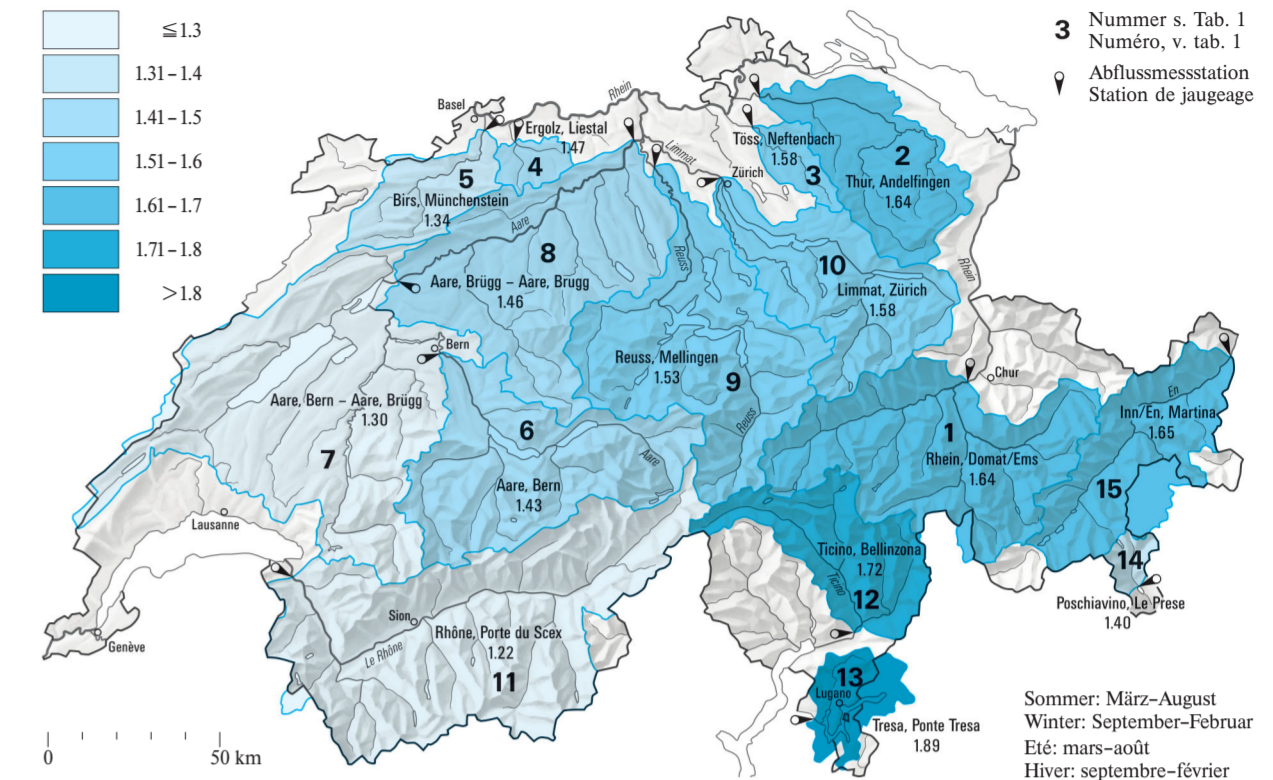 ≦1.3
1.31–1.4
1.41–1.5
1.51–1.6
1.61–1.7
1.71–1.8
>1.8
3 Nummer s. Tab. 1
Numéro, v. tab. 1
Abflussmessstation
Station de jaugeage
Basel
Rhein
Ergolz, Liestal
1.47
4
5
Birs, Münchenstein
1.34
Limmat
Zürich
Töss, Neftenbach
1.58
3
2
Thur, Andelfingen
1.64
Rhein
Aare
8
Aare, Brügg – Aare, Brugg
1.46
Reuss
10
Limmat, Zürich
1.58
Bern
Reuss, Mellingen
1.53
9
Reuss
Chur
Aare, Bern – Aare, Brügg
1.30
7
6
Aare
Aare, Bern
1.43
1
Rhein, Domat/Ems
1.64
En
Inn/En, Martina
1.65
15
Lausanne
Genève
Sion
Le Rhône
Rhône, Porte du Scex
1.22
11
Ticino, Bellinzona
1.72
Ticino
12
14
Poschiavino, Le Prese
1.40
13
Lugano
Tresa, Ponte Tresa
1.89
0 50 km
Sommer: März–August
Winter: September–Februar
Eté: mars–août
Hiver: septembre–février